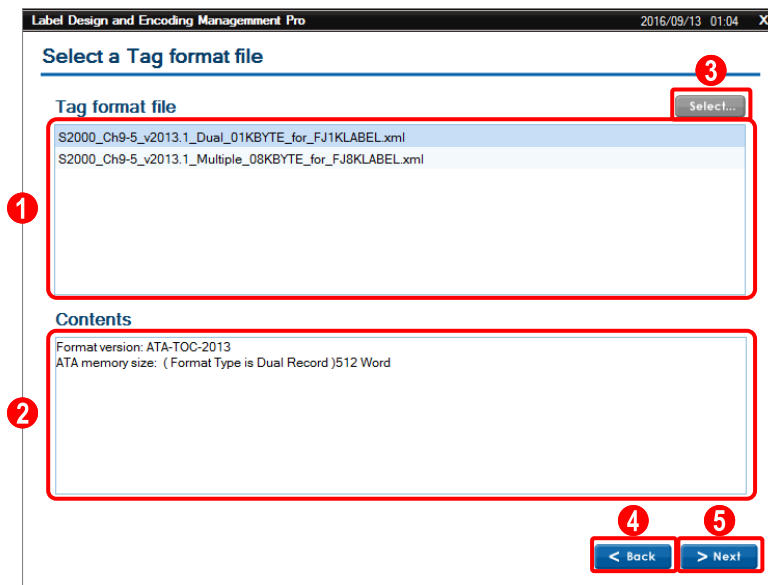 Label Design and Encoding Managemment Pro 2016/09/13 01:04 X
Select a Tag format file
3
Tag format file Select...
S2000_Ch9-5_v2013.1_Dual_01KBYTE_for_FJ1KLABEL.xml
S2000_Ch9-5_v2013.1_Multiple_08KBYTE_for_FJ8KLABEL.xml
1
Contents
Format version: ATA-TOC-2013
ATA memory size: ( Format Type is Dual Record )512 Word
2
4 5
< Back > Next